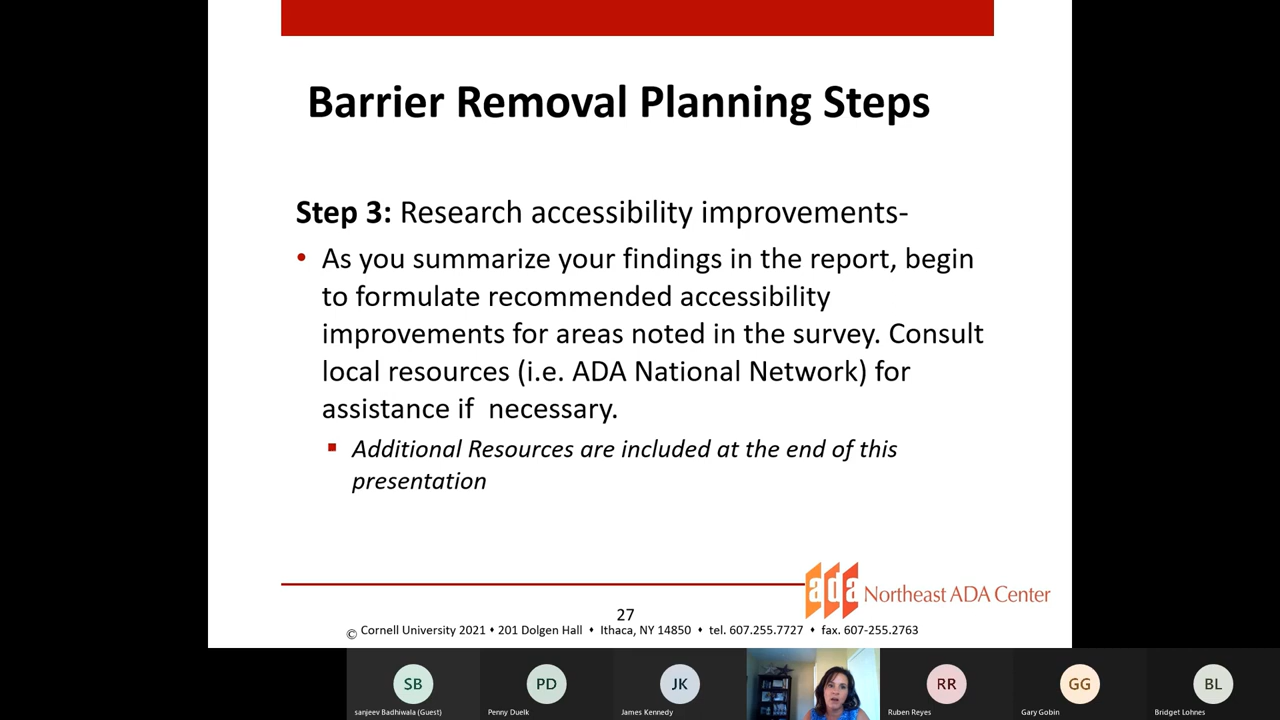 Barrier Removal Planning Steps
Step 3: Research accessibility improvements-
• As you summarize your findings in the report, begin
to formulate recommended accessibility
improvements for areas noted in the survey. Consult
local resources (i.e. ADA National Network) for
assistance if  necessary.
▪ Additional Resources are included at the end of this
presentation
ada Northeast ADA Center
27
© Cornell University 2021 • 201 Dolgen Hall • Ithaca, NY 14850 • tel. 607.255.7727 • fax. 607-255.2763
SB PD JK RR GG BL
sanjeev Badhiwala (Guest) Penny Duelk James Kennedy Ruben Reyes Gary Gobin Bridget Lohnes